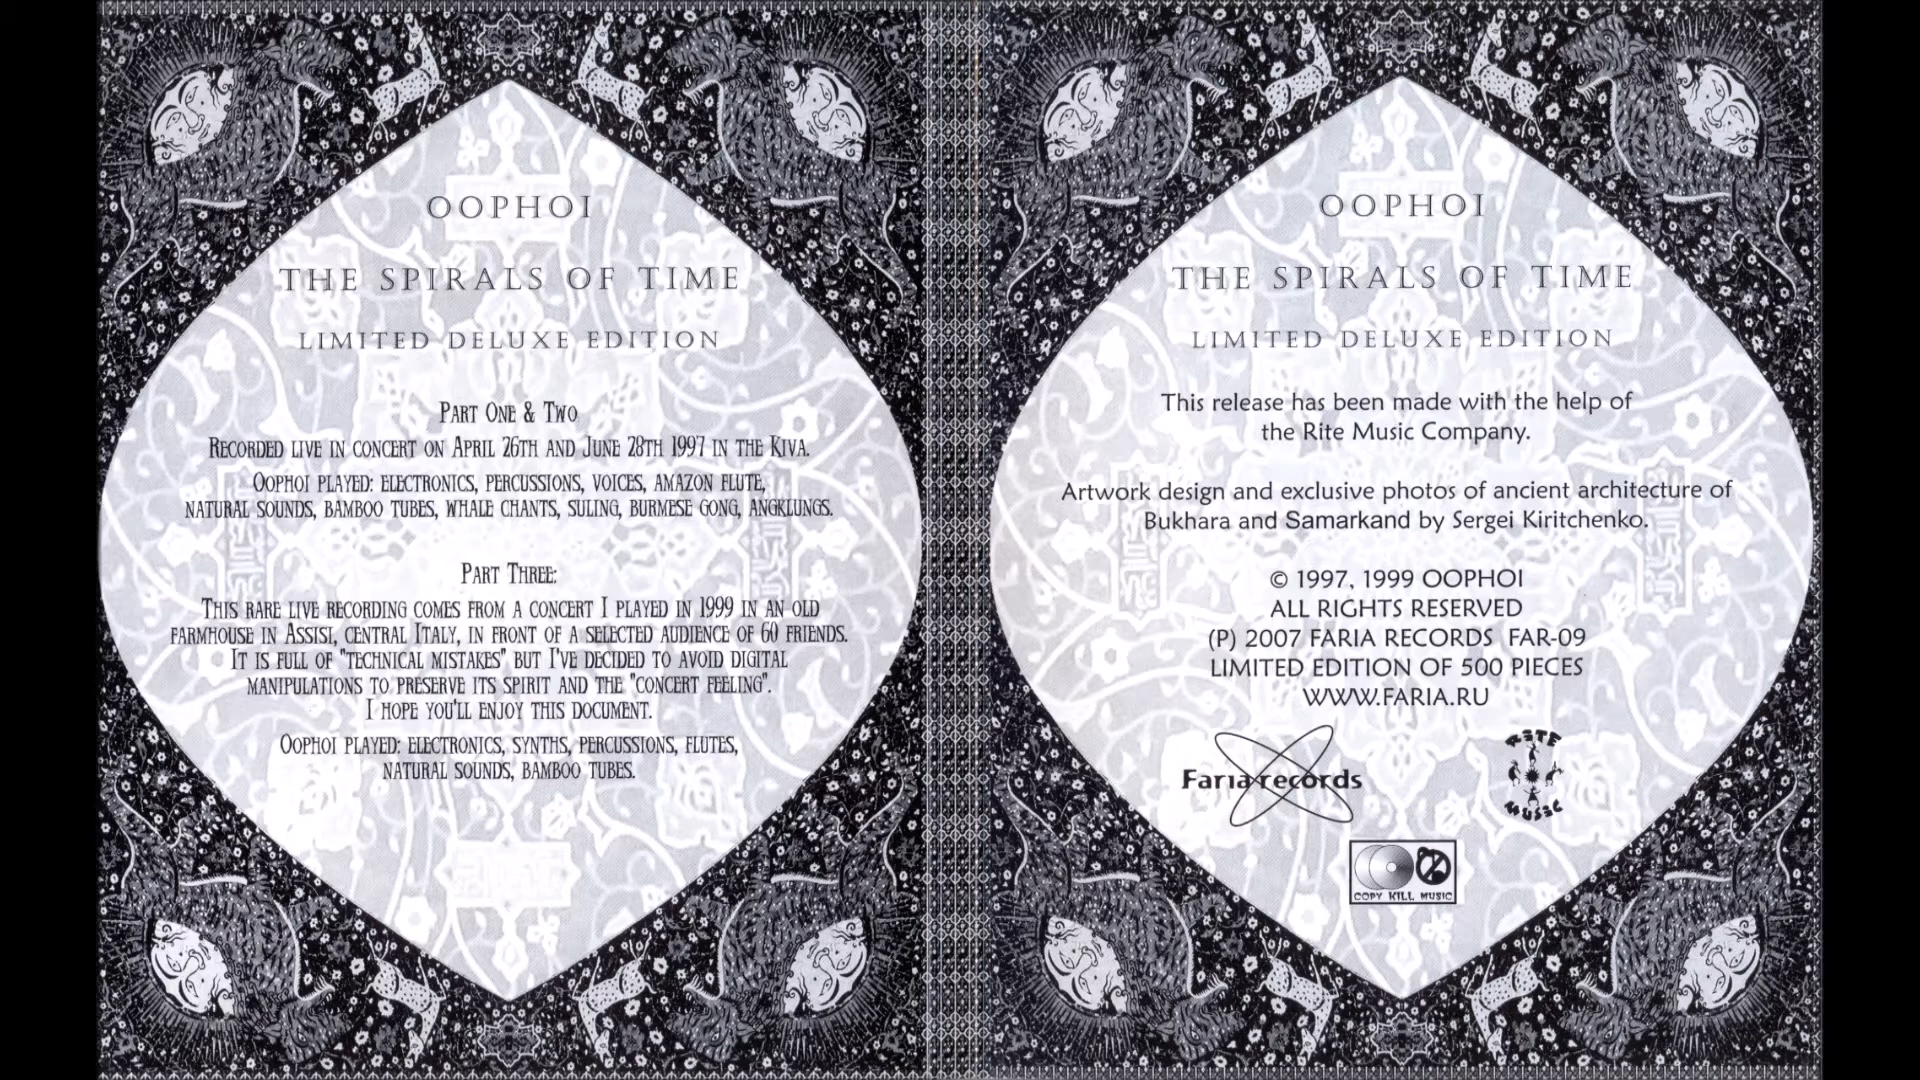 OOPHOI
THE SPIRALS OF TIME
LIMITED DELUXE EDITION
PART ONE & TWO
RECORDED LIVE IN CONCERT ON APRIL 26TH AND JUNE 28TH 1997 IN THE KIVA.
OOPHOI PLAYED: ELECTRONICS, PERCUSSIONS, VOICES, AMAZON FLUTE,
NATURAL SOUNDS, BAMBOO TUBES, WHALE CHANTS, SULING, BURMESE GONG, ANGKLUNGS.
PART THREE:
THIS RARE LIVE RECORDING COMES FROM A CONCERT I PLAYED IN 1999 IN AN OLD
FARMHOUSE IN ASSISI, CENTRAL ITALY, IN FRONT OF A SELECTED AUDIENCE OF 60 FRIENDS.
IT IS FULL OF "TECHNICAL MISTAKES" BUT I'VE DECIDED TO AVOID DIGITAL
MANIPULATIONS TO PRESERVE ITS SPIRIT AND THE "CONCERT FEELING".
I HOPE YOU'LL ENJOY THIS DOCUMENT.
OOPHOI PLAYED: ELECTRONICS, SYNTHS, PERCUSSIONS, FLUTES,
NATURAL SOUNDS, BAMBOO TUBES.
OOPHOI
THE SPIRALS OF TIME
LIMITED DELUXE EDITION
This release has been made with the help of
the Rite Music Company.
Artwork design and exclusive photos of ancient architecture of
Bukhara and Samarkand by Sergei Kiritchenko.
© 1997, 1999 OOPHOI
ALL RIGHTS RESERVED
(P) 2007 FARIA RECORDS FAR-09
LIMITED EDITION OF 500 PIECES
WWW.FARIA.RU
Faria records
RITE
MUSIC
COPY KILL MUSIC